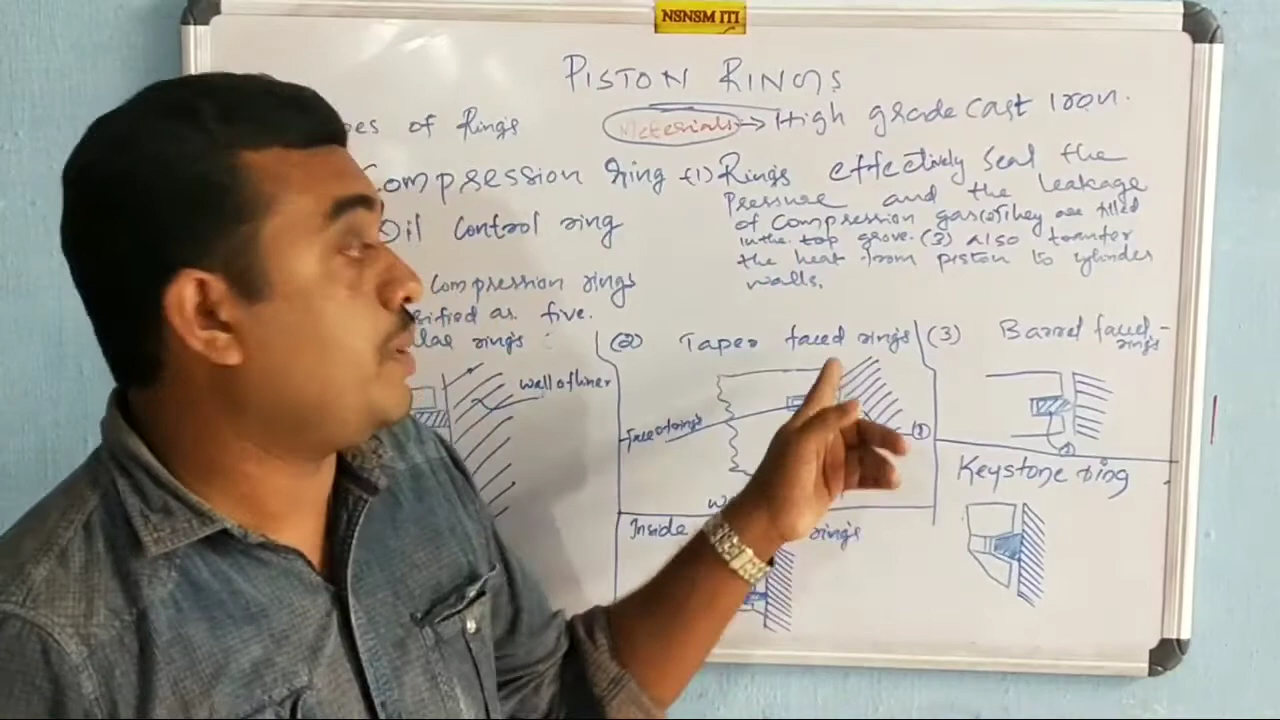 NSNSM ITI
PISTON RINGS
pes of Rings
Meterials → High grade cast Iron.
Compression ring
Oil Control ring
Compression rings
sified as five.
lar rings :
(1) Rings effectively Seal the
Pressure and the leakage
of Compression gas (2) They are filled
in the top grove. (3) also transfer
the heat from piston to cylinder
walls.
wall of liner
(2) Taper faced rings
Face of rings
Inside rings
(3) Barrel faced -
rings
Keystone ring